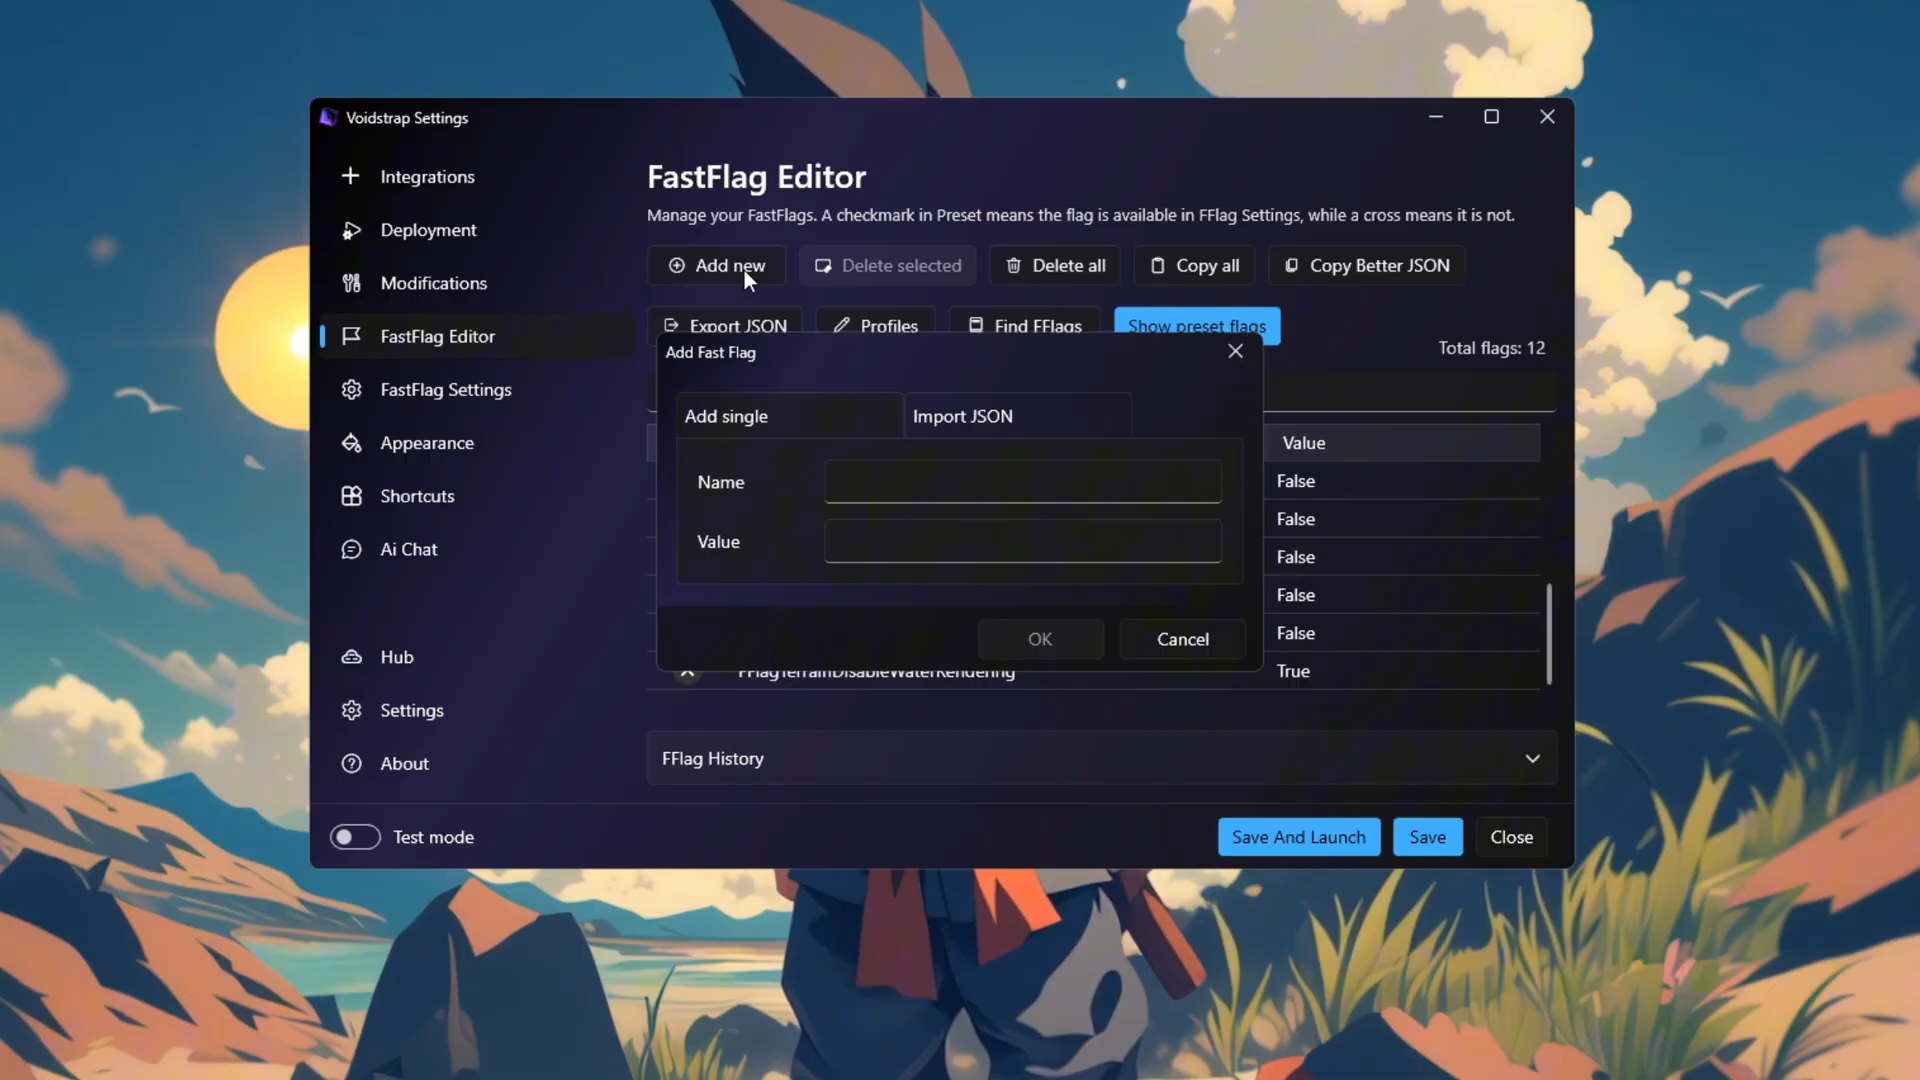 Voidstrap Settings
Integrations
Deployment
Modifications
FastFlag Editor
FastFlag Settings
Appearance
Shortcuts
Ai Chat
Hub
Settings
About
Test mode
FastFlag Editor
Manage your FastFlags. A checkmark in Preset means the flag is available in FFlag Settings, while a cross means it is not.
Add new
Delete selected
Delete all
Copy all
Copy Better JSON
Export JSON
Profiles
Find FFlags
Show preset flags
Total flags: 12
Add Fast Flag
Add single
Import JSON
Name
Value
OK
Cancel
Value
False
False
False
False
False
FFlagTerrainDisableWaterRendering
True
FFlag History
Save And Launch
Save
Close